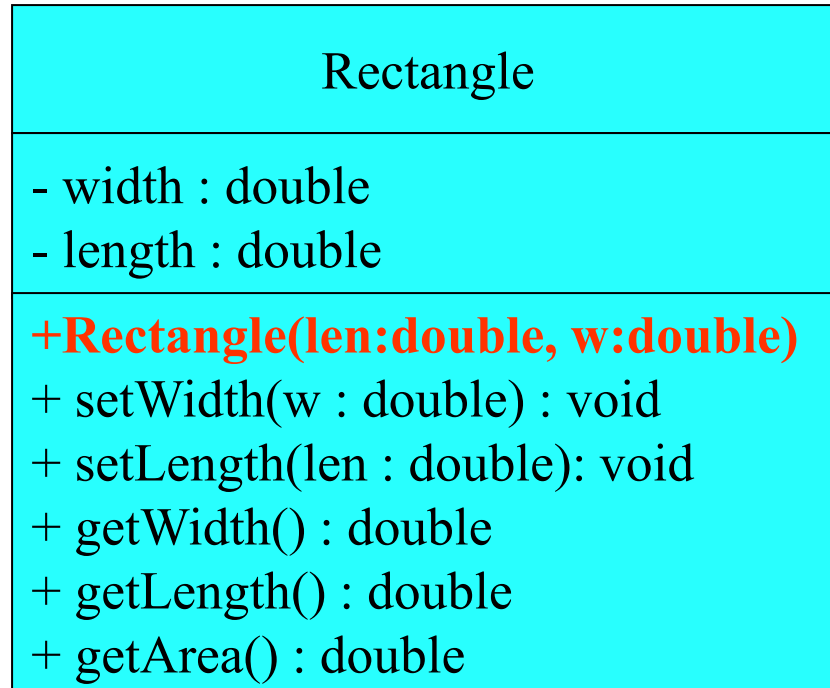 Rectangle
- width : double
- length : double
+Rectangle(len:double, w:double)
+ setWidth(w : double) : void
+ setLength(len : double): void
+ getWidth() : double
+ getLength() : double
+ getArea() : double